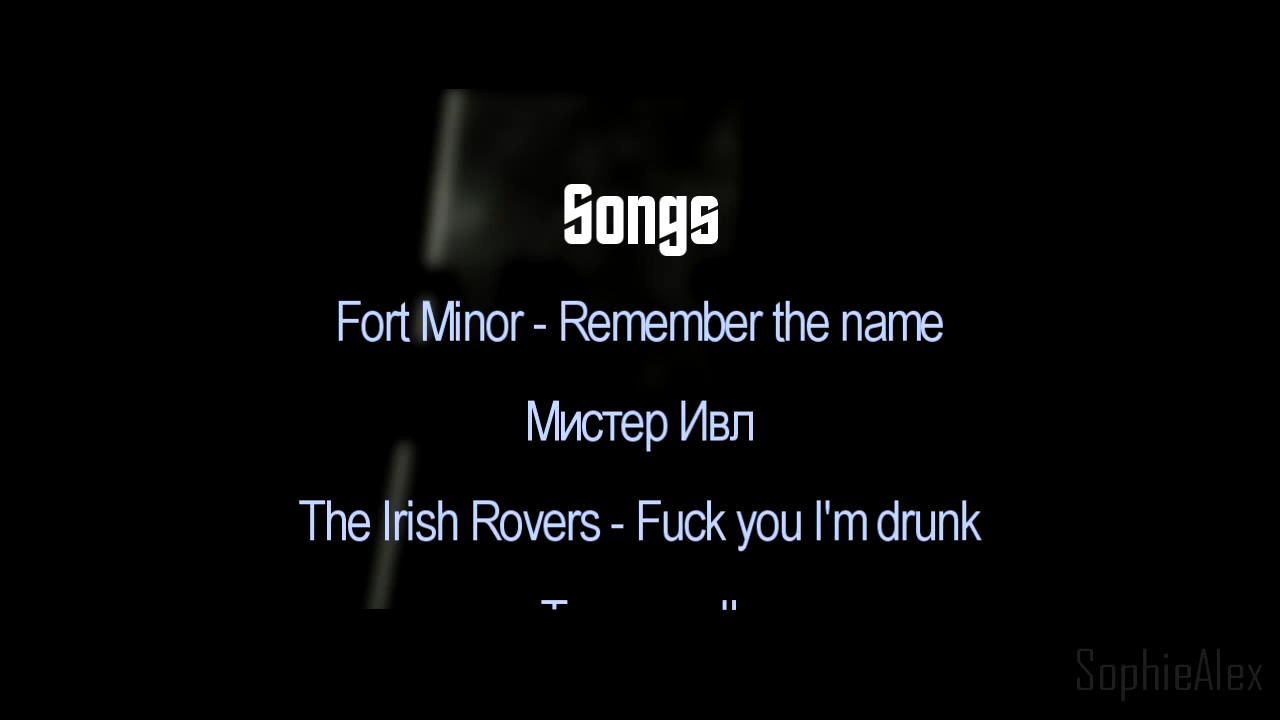 Songs
Fort Minor - Remember the name
Мистер Ивл
The Irish Rovers - Fuck you I'm drunk
SophieAlex